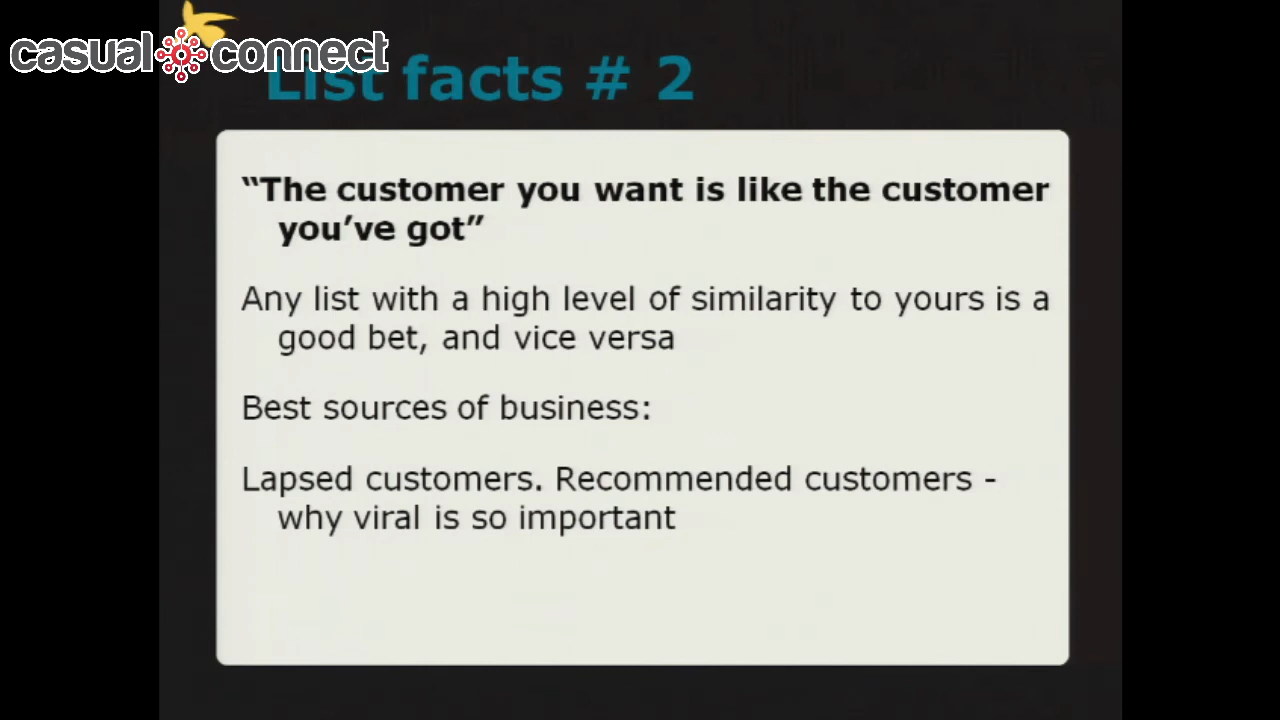 casual connect
List facts # 2
“The customer you want is like the customer
you’ve got”
Any list with a high level of similarity to yours is a
good bet, and vice versa
Best sources of business:
Lapsed customers. Recommended customers -
why viral is so important